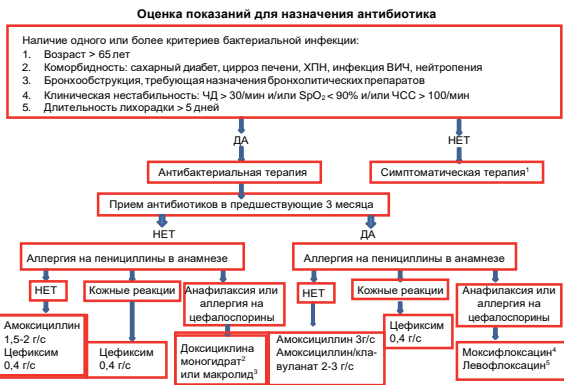 Оценка показаний для назначения антибиотика
Наличие одного или более критериев бактериальной инфекции:
1. Возраст > 65 лет
2. Коморбидность: сахарный диабет, цирроз печени, ХПН, инфекция ВИЧ, нейтропения
3. Бронхообструкция, требующая назначения бронхолитических препаратов
4. Клиническая нестабильность: ЧД > 30/мин и/или SpO₂ < 90% и/или ЧСС > 100/мин
5. Длительность лихорадки > 5 дней
ДА
НЕТ
Антибактериальная терапия
Симптоматическая терапия¹
Прием антибиотиков в предшествующие 3 месяца
НЕТ
ДА
Аллергия на пенициллины в анамнезе
Аллергия на пенициллины в анамнезе
НЕТ
Кожные реакции
Анафилаксия или
аллергия на
цефалоспорины
НЕТ
Кожные реакции
Анафилаксия или
аллергия на
цефалоспорины
Амоксициллин
1,5-2 г/с
Цефиксим
0,4 г/с
Цефиксим
0,4 г/с
Доксициклина
моногидрат²
или макролид³
Амоксициллин 3г/с
Амоксициллин/кла-
вуланат 2-3 г/с
Цефиксим
0,4 г/с
Моксифлоксацин⁴
Левофлоксацин⁵